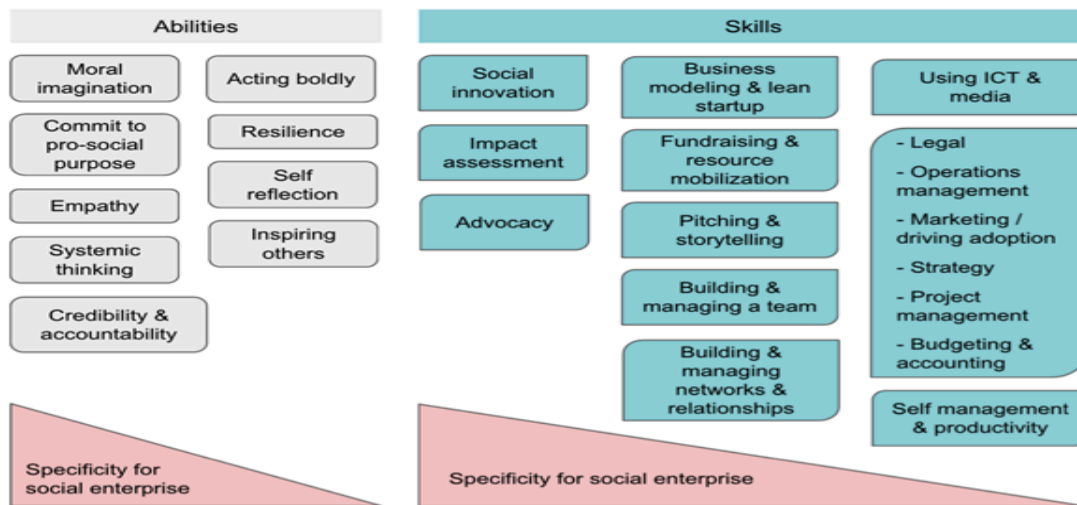 Abilities
Moral
imagination
Commit to
pro-social
purpose
Empathy
Systemic
thinking
Credibility &
accountability
Acting boldly
Resilience
Self
reflection
Inspiring
others
Specificity for
social enterprise
Skills
Social
innovation
Impact
assessment
Advocacy
Business
modeling & lean
startup
Fundraising &
resource
mobilization
Pitching &
storytelling
Building &
managing a team
Building &
managing
networks &
relationships
Using ICT &
media
- Legal
- Operations
management
- Marketing /
driving adoption
- Strategy
- Project
management
- Budgeting &
accounting
Self management
& productivity
Specificity for social enterprise